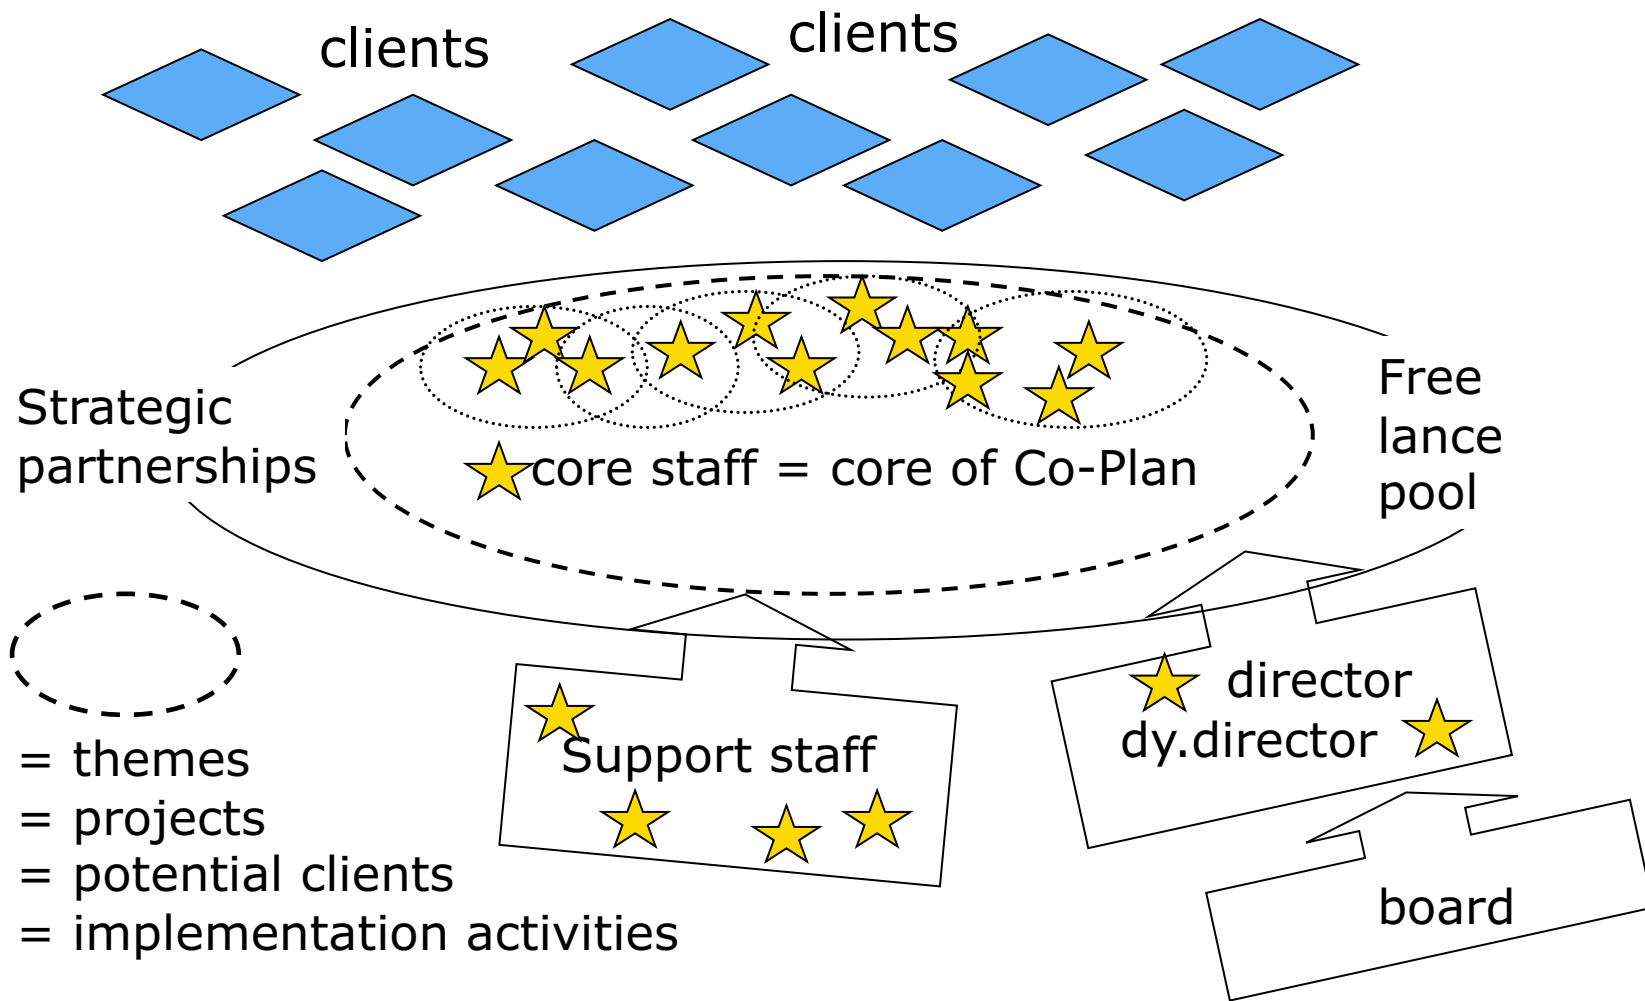 clients
clients
Strategic
partnerships
Free
lance
pool
core staff = core of Co-Plan
director
dy.director
Support staff
= themes
= projects
= potential clients
= implementation activities
board